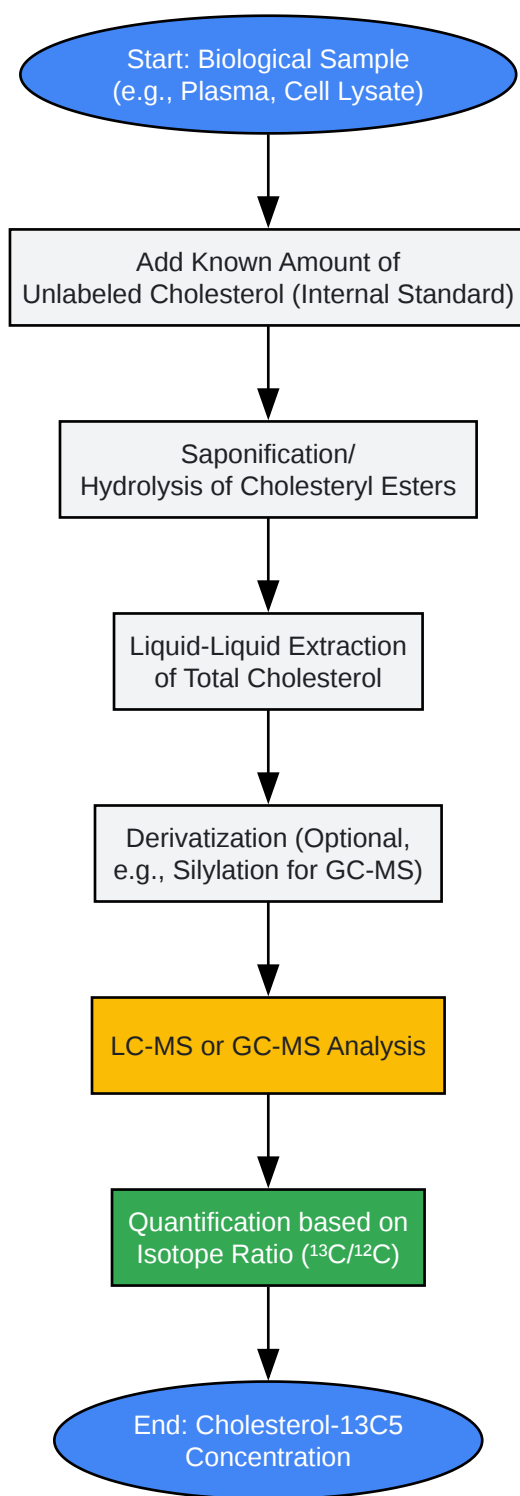 Start: Biological Sample
(e.g., Plasma, Cell Lysate)
Add Known Amount of
Unlabeled Cholesterol (Internal Standard)
Saponification/
Hydrolysis of Cholesteryl Esters
Liquid-Liquid Extraction
of Total Cholesterol
Derivatization (Optional,
e.g., Silylation for GC-MS)
LC-MS or GC-MS Analysis
Quantification based on
Isotope Ratio (¹³C/¹²C)
End: Cholesterol-13C5
Concentration